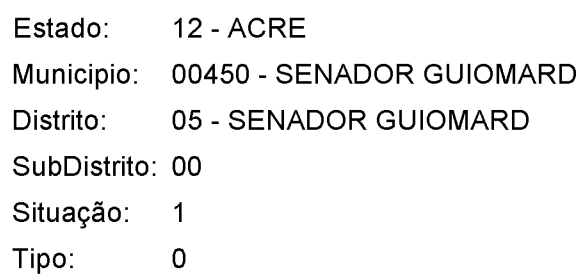 Estado: 12 - ACRE
Municipio: 00450 - SENADOR GUIOMARD
Distrito: 05 - SENADOR GUIOMARD
SubDistrito: 00
Situação: 1
Tipo: 0